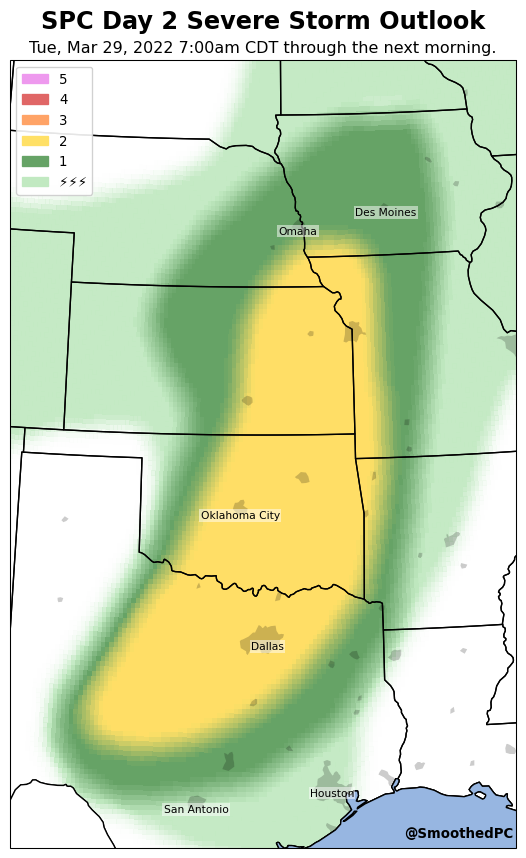 SPC Day 2 Severe Storm Outlook
Tue, Mar 29, 2022 7:00am CDT through the next morning.
5
4
3
2
1
⚡⚡⚡
Des Moines
Omaha
Oklahoma City
Dallas
Houston
San Antonio
@SmoothedPC